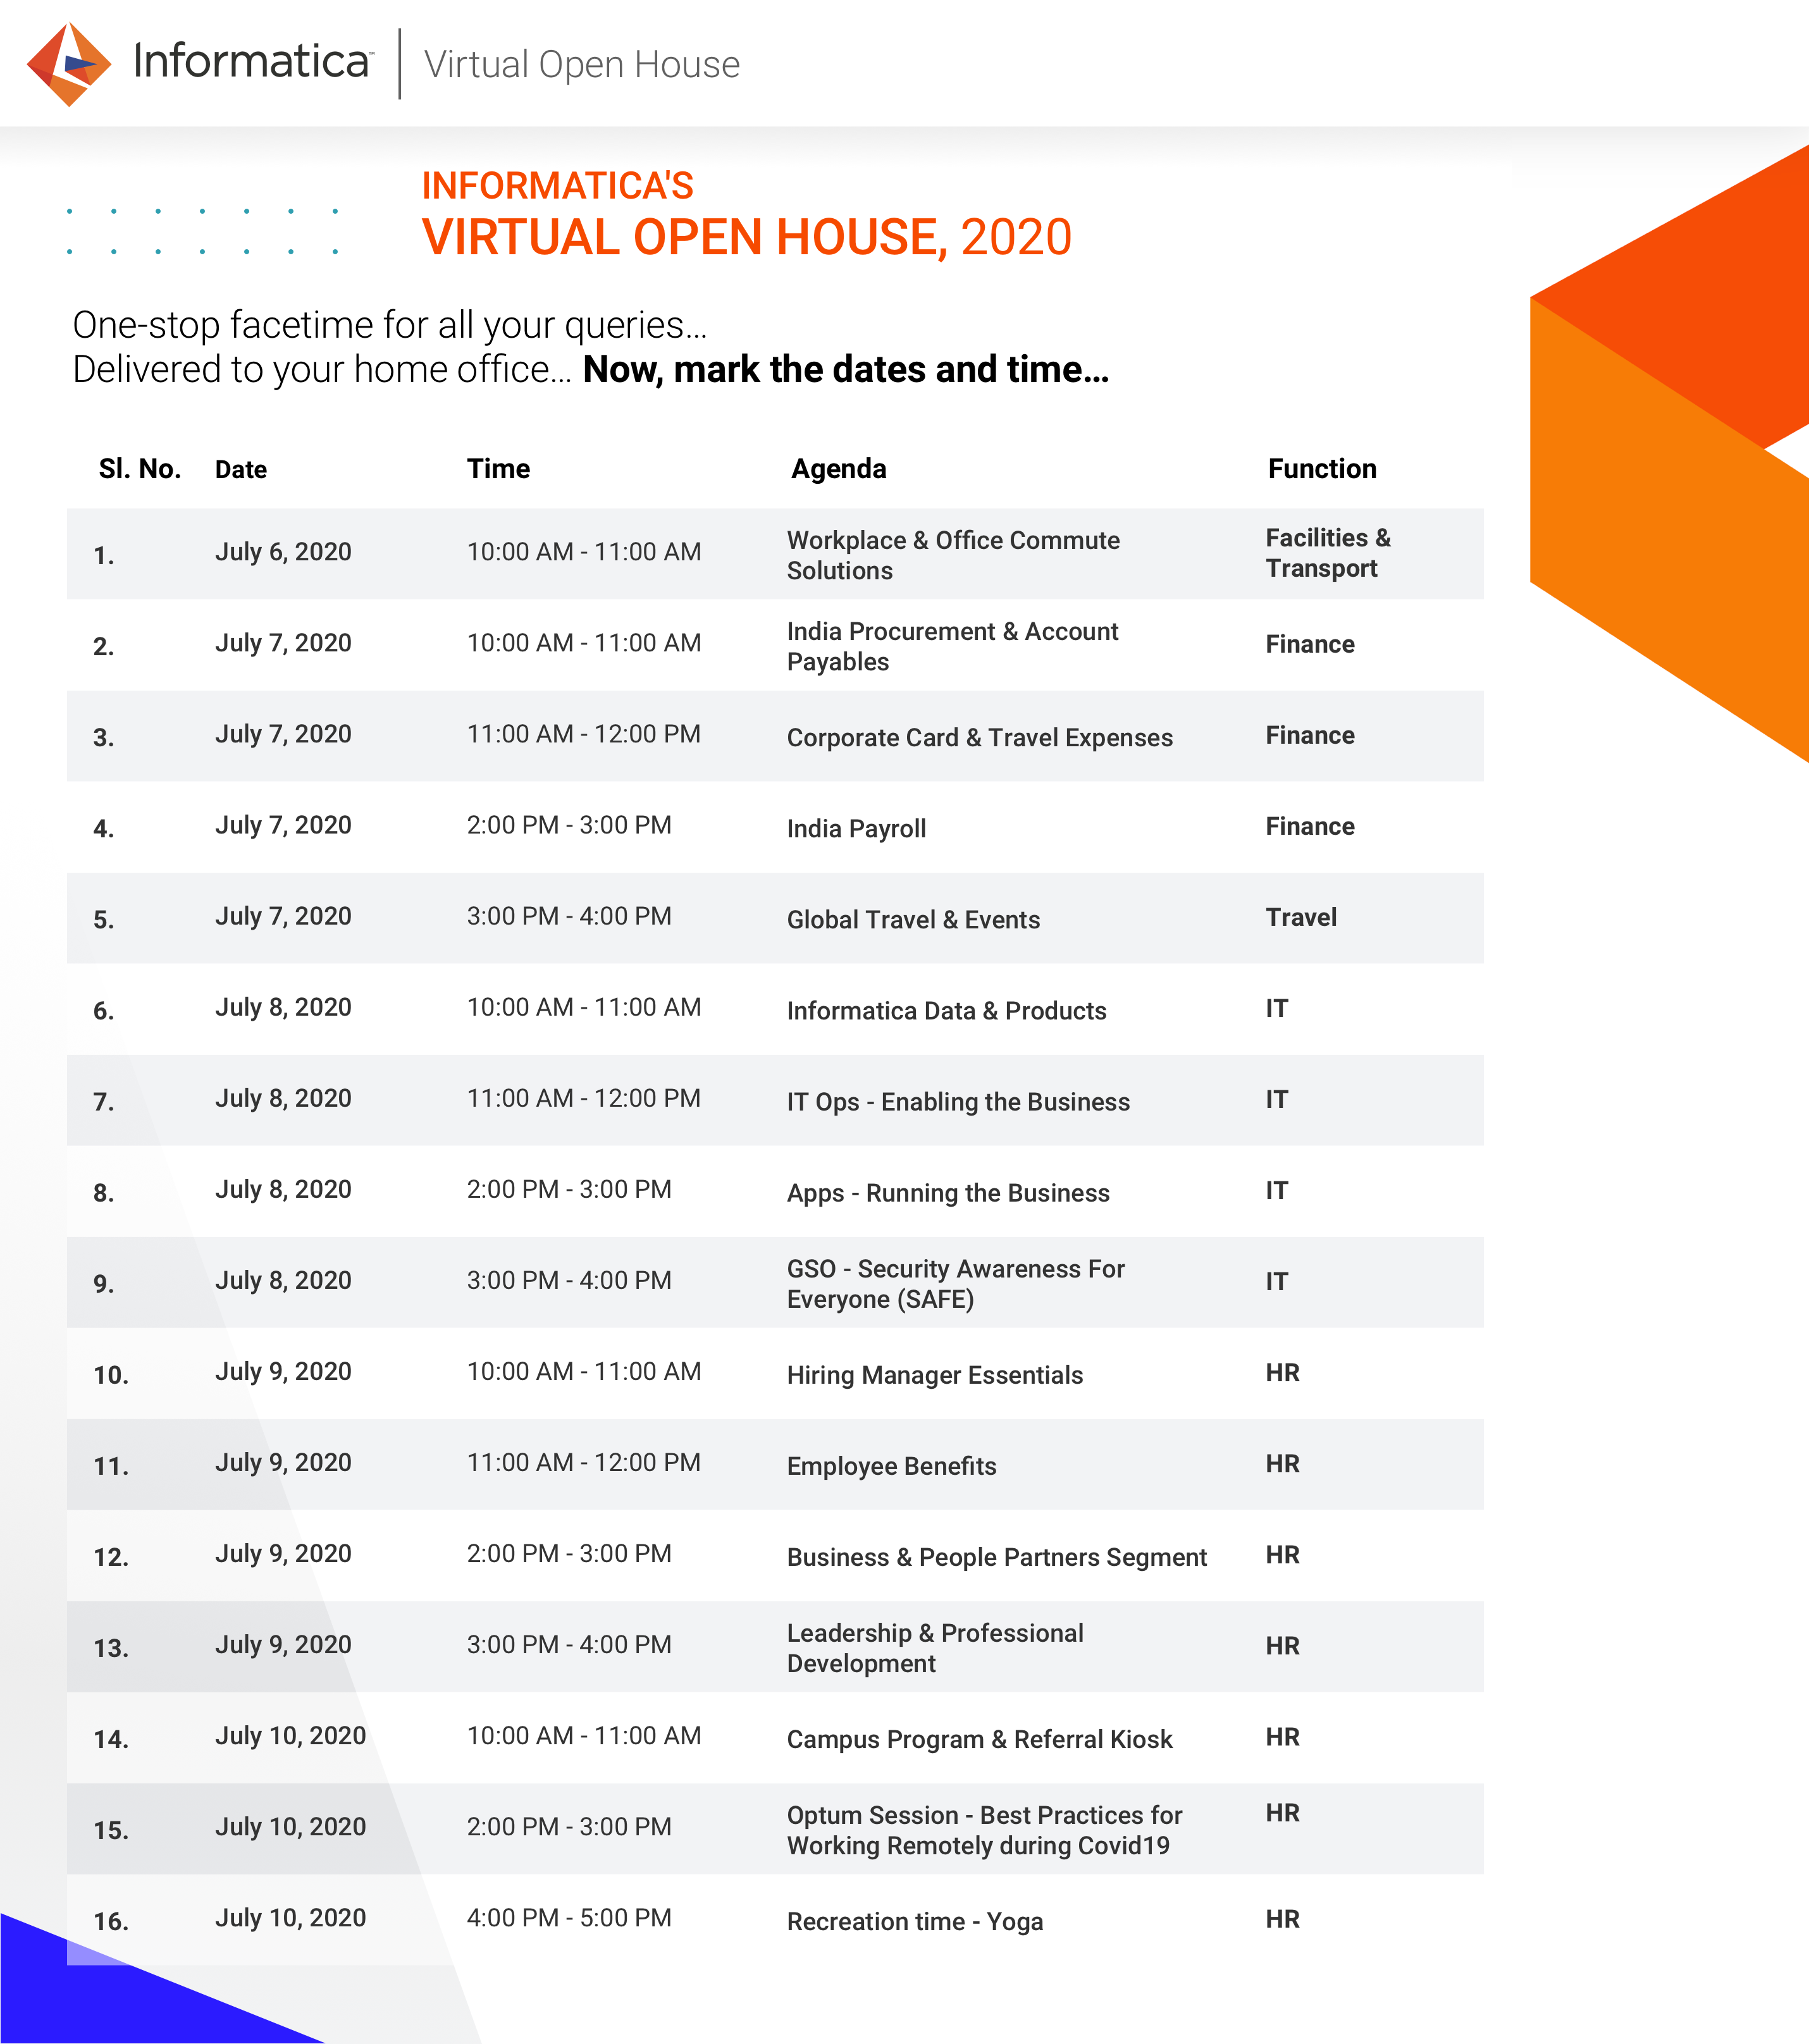 Informatica™ | Virtual Open House
INFORMATICA'S
VIRTUAL OPEN HOUSE, 2020
One-stop facetime for all your queries...
Delivered to your home office... Now, mark the dates and time...
Sl. No. Date Time Agenda Function
1. July 6, 2020 10:00 AM - 11:00 AM Workplace & Office Commute
Solutions Facilities &
Transport
2. July 7, 2020 10:00 AM - 11:00 AM India Procurement & Account
Payables Finance
3. July 7, 2020 11:00 AM - 12:00 PM Corporate Card & Travel Expenses Finance
4. July 7, 2020 2:00 PM - 3:00 PM India Payroll Finance
5. July 7, 2020 3:00 PM - 4:00 PM Global Travel & Events Travel
6. July 8, 2020 10:00 AM - 11:00 AM Informatica Data & Products IT
7. July 8, 2020 11:00 AM - 12:00 PM IT Ops - Enabling the Business IT
8. July 8, 2020 2:00 PM - 3:00 PM Apps - Running the Business IT
9. July 8, 2020 3:00 PM - 4:00 PM GSO - Security Awareness For
Everyone (SAFE) IT
10. July 9, 2020 10:00 AM - 11:00 AM Hiring Manager Essentials HR
11. July 9, 2020 11:00 AM - 12:00 PM Employee Benefits HR
12. July 9, 2020 2:00 PM - 3:00 PM Business & People Partners Segment HR
13. July 9, 2020 3:00 PM - 4:00 PM Leadership & Professional
Development HR
14. July 10, 2020 10:00 AM - 11:00 AM Campus Program & Referral Kiosk HR
15. July 10, 2020 2:00 PM - 3:00 PM Optum Session - Best Practices for
Working Remotely during Covid19 HR
16. July 10, 2020 4:00 PM - 5:00 PM Recreation time - Yoga HR